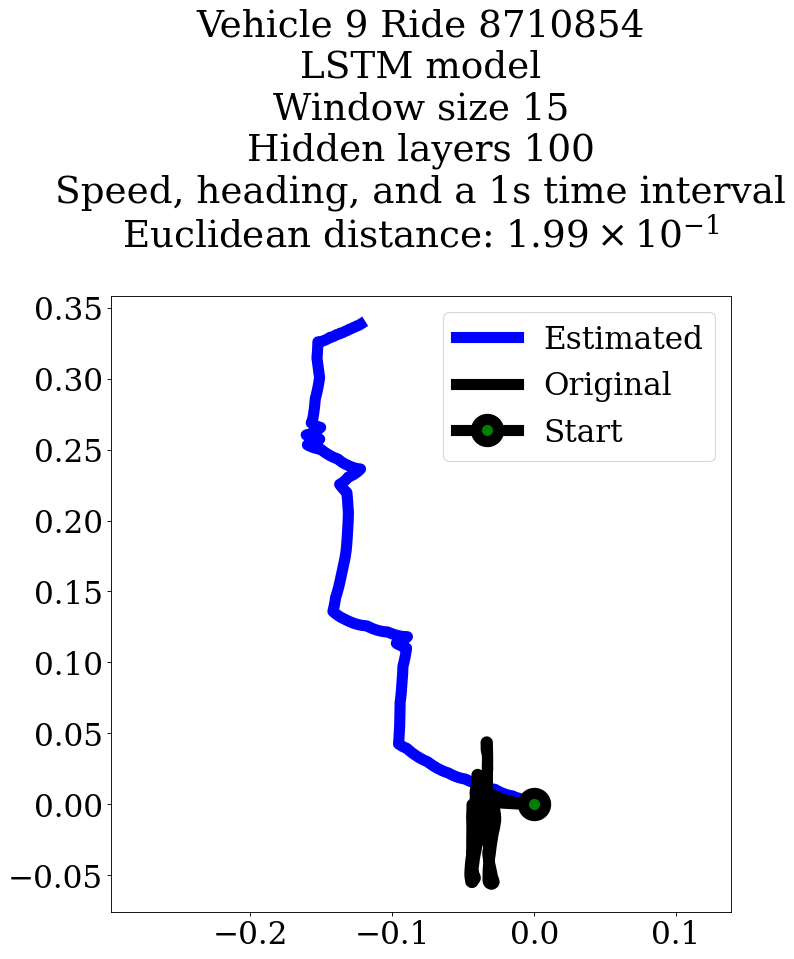 Vehicle 9 Ride 8710854
LSTM model
Window size 15
Hidden layers 100
Speed, heading, and a 1s time interval
Euclidean distance: 1.99 × 10⁻¹
0.35
0.30
0.25
0.20
0.15
0.10
0.05
0.00
−0.05
Estimated
Original
Start
−0.2
−0.1
0.0
0.1